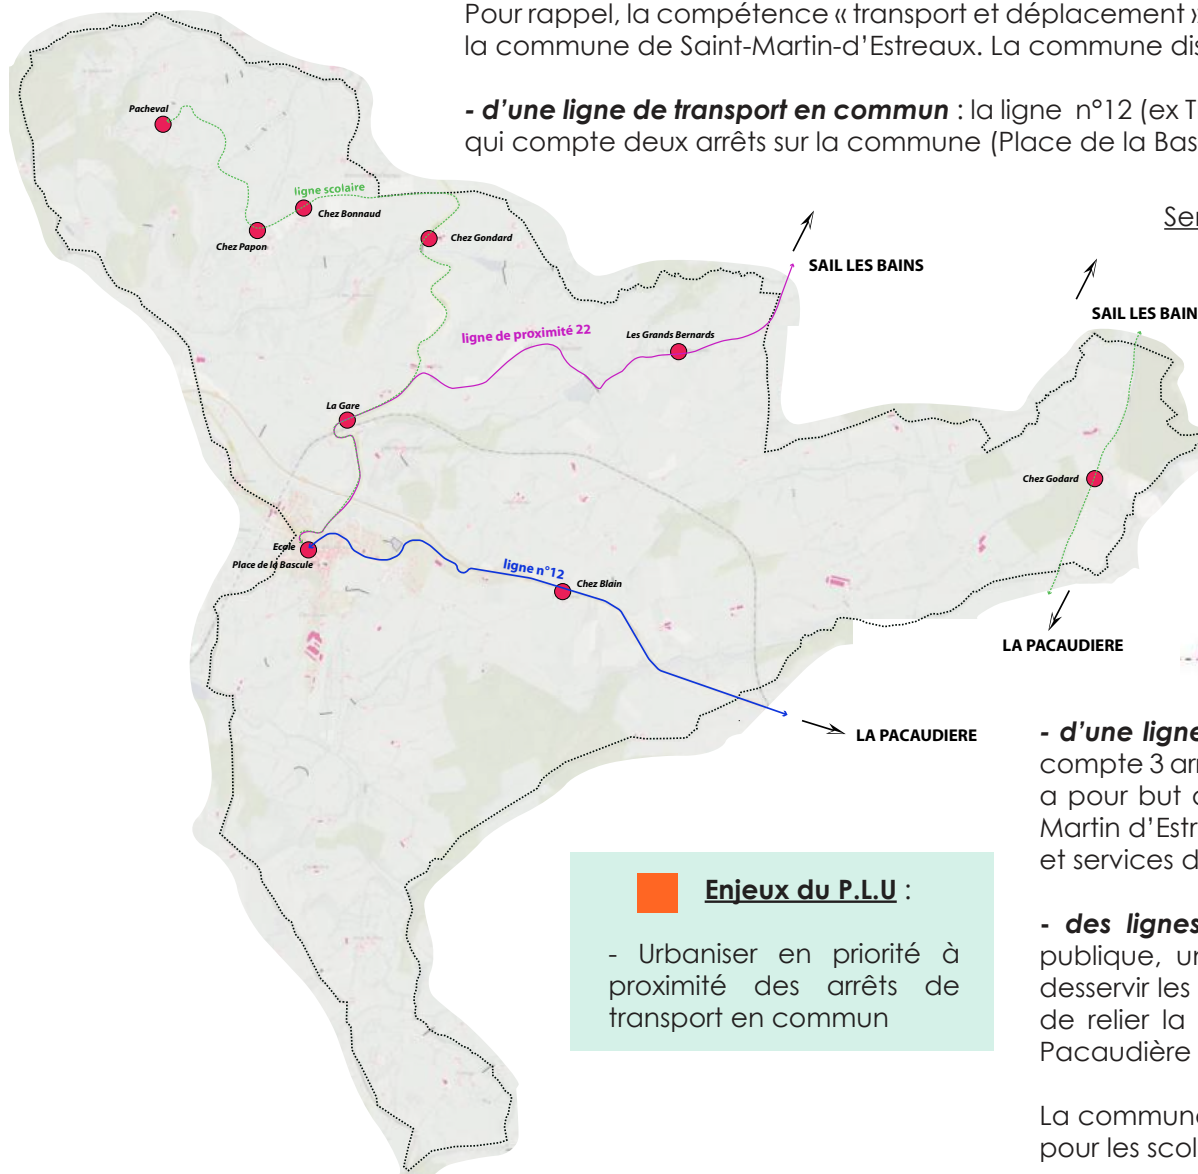 Pour rappel, la compétence « transport et déplacement »
la commune de Saint-Martin-d'Estreaux. La commune dis
- d'une ligne de transport en commun : la ligne n°12 (ex T
qui compte deux arrêts sur la commune (Place de la Bas
Ser
Pacheval
ligne scolaire
Chez Bonnaud
Chez Papon
Chez Gondard
SAIL LES BAINS
SAIL LES BAIN
ligne de proximité 22
Les Grands Bernards
La Gare
Chez Godard
Ecole
Place de la Bascule
ligne n°12
Chez Blain
LA PACAUDIERE
LA PACAUDIERE
- d'une ligne
compte 3 arr
a pour but d
Martin d'Estr
et services d
Enjeux du P.L.U :
- Urbaniser en priorité à
proximité des arrêts de
transport en commun
- des lignes
publique, un
desservir les
de relier la
Pacaudière
La commune
pour les scol